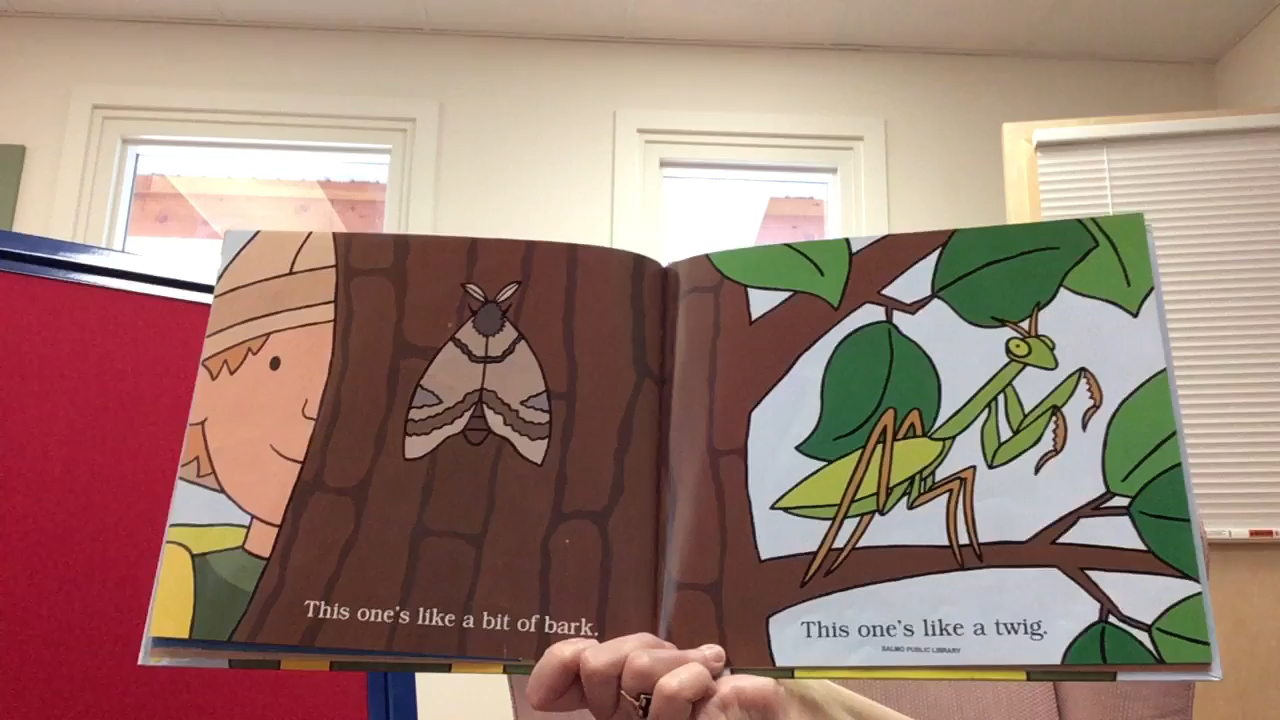 This one's like a bit of bark.
This one's like a twig.
SALMO PUBLIC LIBRARY